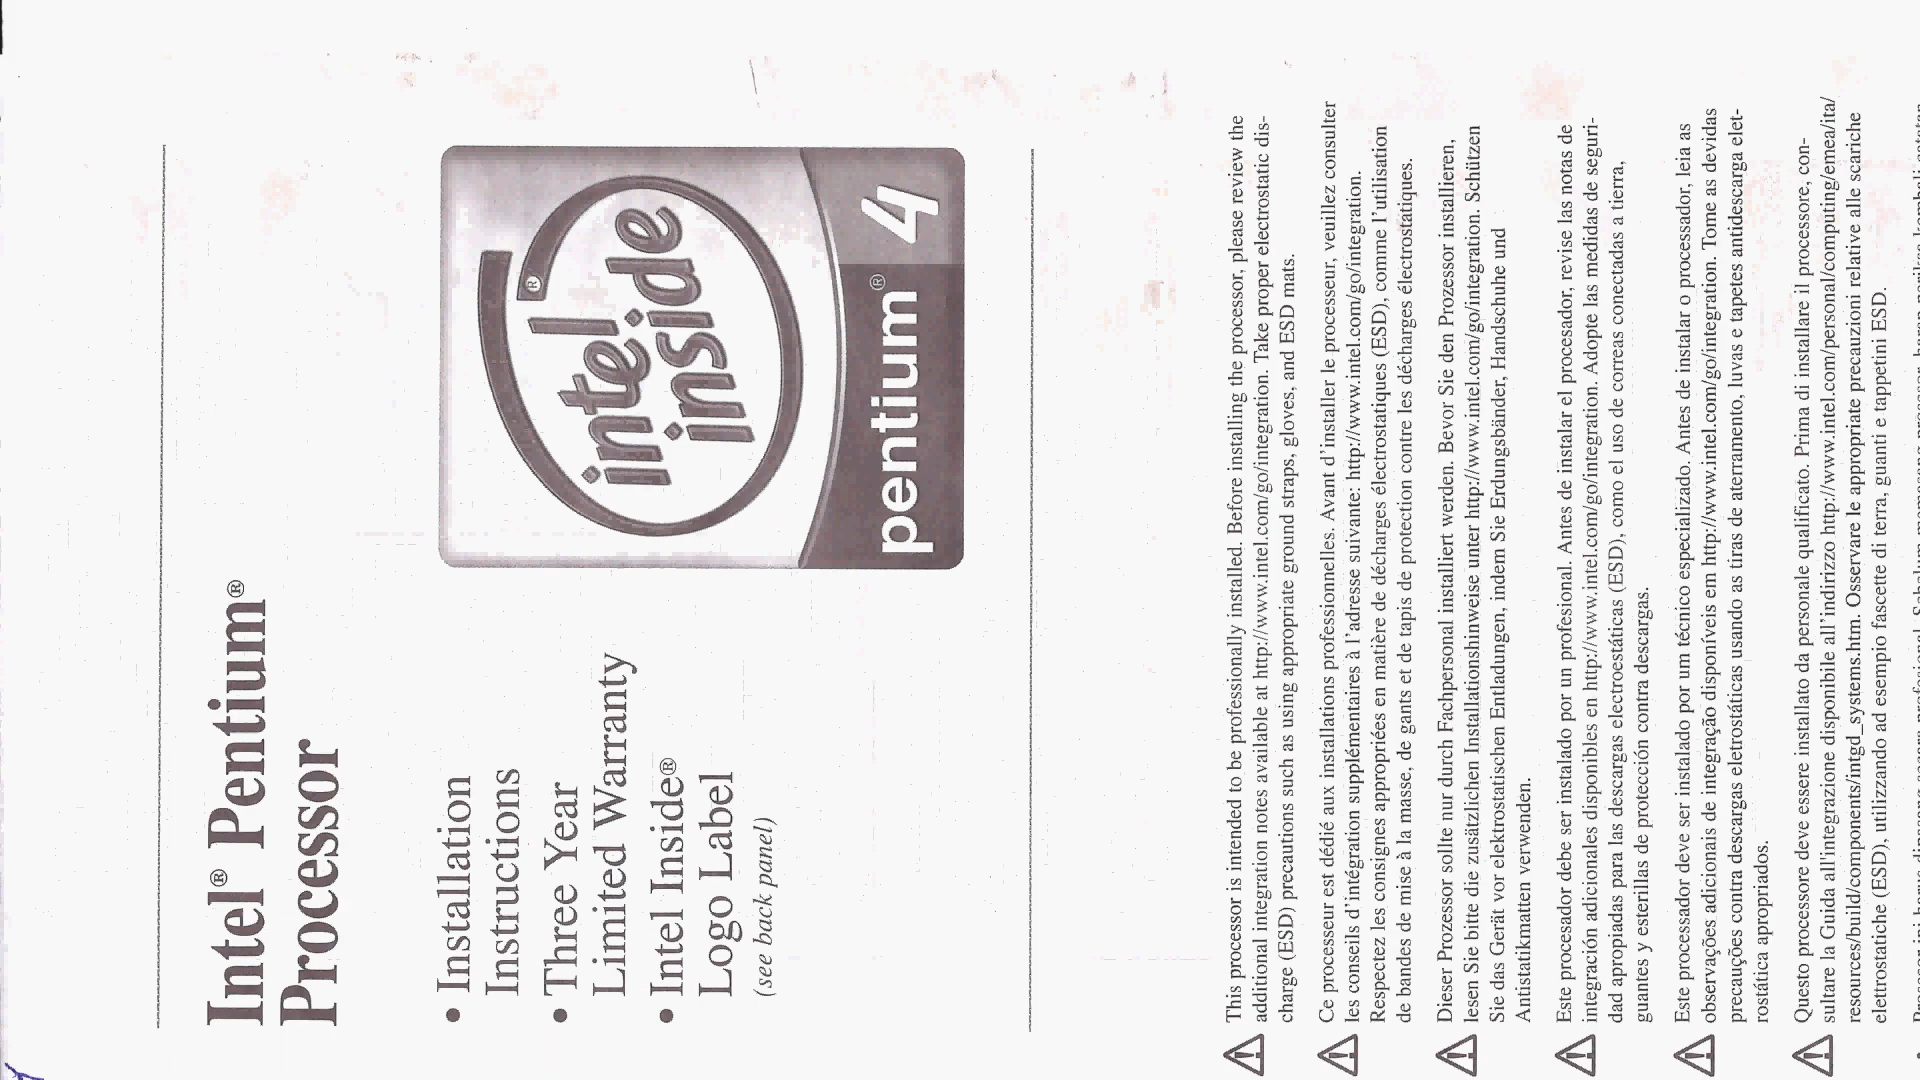 Intel® Pentium®
Processor
• Installation
Instructions
• Three Year
Limited Warranty
• Intel Inside®
Logo Label
(see back panel)
intel®
inside
pentium® 4
This processor is intended to be professionally installed. Before installing the processor, please review the
additional integration notes available at http://www.intel.com/go/integration. Take proper electrostatic dis-
charge (ESD) precautions such as using appropriate ground straps, gloves, and ESD mats.
Ce processeur est dédié aux installations professionnelles. Avant d'installer le processeur, veuillez consulter
les conseils d'intégration supplémentaires à l'adresse suivante: http://www.intel.com/go/integration.
Respectez les consignes appropriées en matière de décharges électrostatiques (ESD), comme l'utilisation
de bandes de mise à la masse, de gants et de tapis de protection contre les décharges électrostatiques.
Dieser Prozessor sollte nur durch Fachpersonal installiert werden. Bevor Sie den Prozessor installieren,
lesen Sie bitte die zusätzlichen Installationshinweise unter http://www.intel.com/go/integration. Schützen
Sie das Gerät vor elektrostatischen Entladungen, indem Sie Erdungsbänder, Handschuhe und
Antistatikmatten verwenden.
Este procesador debe ser instalado por un profesional. Antes de instalar el procesador, revise las notas de
integración adicionales disponibles en http://www.intel.com/go/integration. Adopte las medidas de seguri-
dad apropiadas para las descargas electroestáticas (ESD), como el uso de correas conectadas a tierra,
guantes y esterillas de protección contra descargas.
Este processador deve ser instalado por um técnico especializado. Antes de instalar o processador, leia as
observações adicionais de integração disponíveis em http://www.intel.com/go/integration. Tome as devidas
precauções contra descargas eletrostáticas usando as tiras de aterramento, luvas e tapetes antidescarga elet-
rostática apropriados.
Questo processore deve essere installato da personale qualificato. Prima di installare il processore, con-
sultare la Guida all'integrazione disponibile all'indirizzo http://www.intel.com/personal/computing/emea/ita/
resources/build/components/intgd_systems.htm. Osservare le appropriate precauzioni relative alle scariche
elettrostatiche (ESD), utilizzando ad esempio fascette di terra, guanti e tappetini ESD.